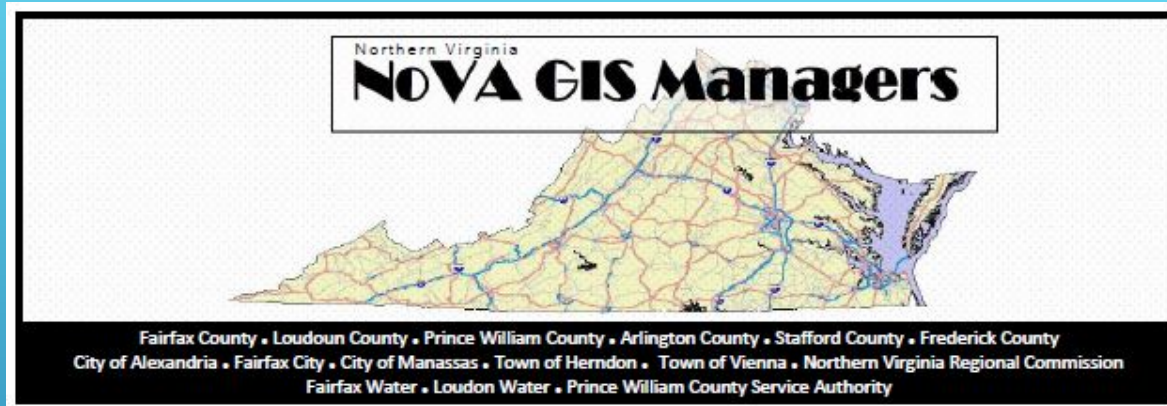 Northern Virginia
NoVA GIS Managers
Fairfax County • Loudoun County • Prince William County • Arlington County • Stafford County • Frederick County
City of Alexandria • Fairfax City • City of Manassas • Town of Herndon • Town of Vienna • Northern Virginia Regional Commission
Fairfax Water • Loudon Water • Prince William County Service Authority